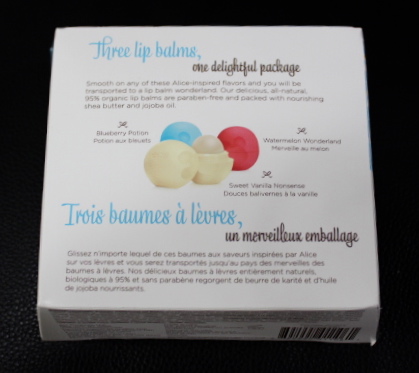 Three lip balms,
one delightful package
Smooth on any of these Alice-inspired flavors and you will be
transported to a lip balm wonderland. Our delicious, all-natural,
95% organic lip balms are paraben-free and packed with nourishing
shea butter and jojoba oil.
Blueberry Potion
Potion aux bleuets
Watermelon Wonderland
Merveille au melon
Sweet Vanilla Nonsense
Douces balivernes à la vanille
Trois baumes à lèvres,
un merveilleux emballage
Glissez n'importe lequel de ces baumes aux saveurs inspirées par Alice
sur vos lèvres et vous serez transportés jusqu'au pays des merveilles des
baumes à lèvres. Nos délicieux baumes à lèvres entièrement naturels,
biologiques à 95% et sans parabène regorgent de beurre de karité et d'huile
de jojoba nourrissants.